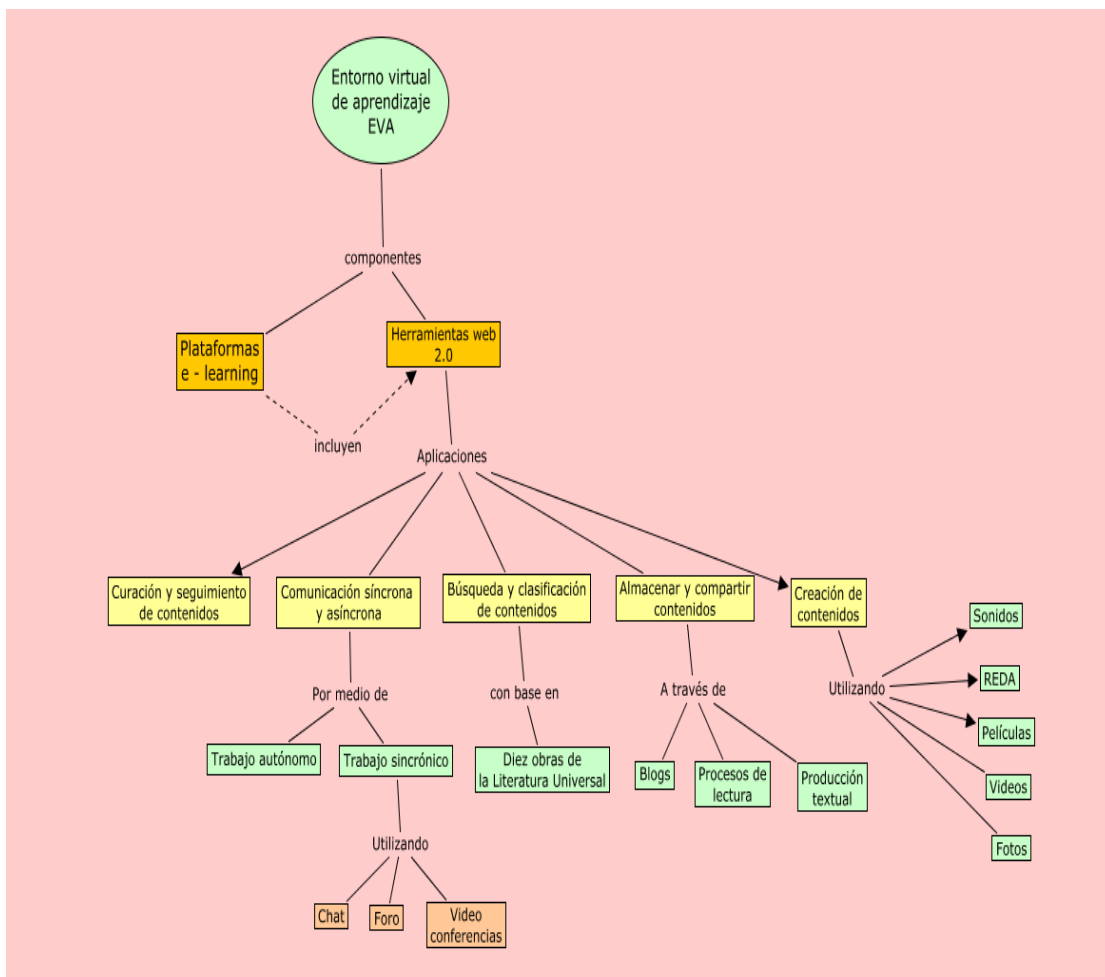 Entorno virtual
de aprendizaje
EVA
componentes
Plataformas
e - learning
Herramientas web
2.0
incluyen
Aplicaciones
Curación y seguimiento
de contenidos
Comunicación síncrona
y asíncrona
Búsqueda y clasificación
de contenidos
Almacenar y compartir
contenidos
Creación de
contenidos
Por medio de
con base en
A través de
Utilizando
Sonidos
REDA
Películas
Videos
Fotos
Trabajo autónomo
Trabajo sincrónico
Diez obras de
la Literatura Universal
Blogs
Procesos de
lectura
Producción
textual
Utilizando
Chat
Foro
Video
conferencias